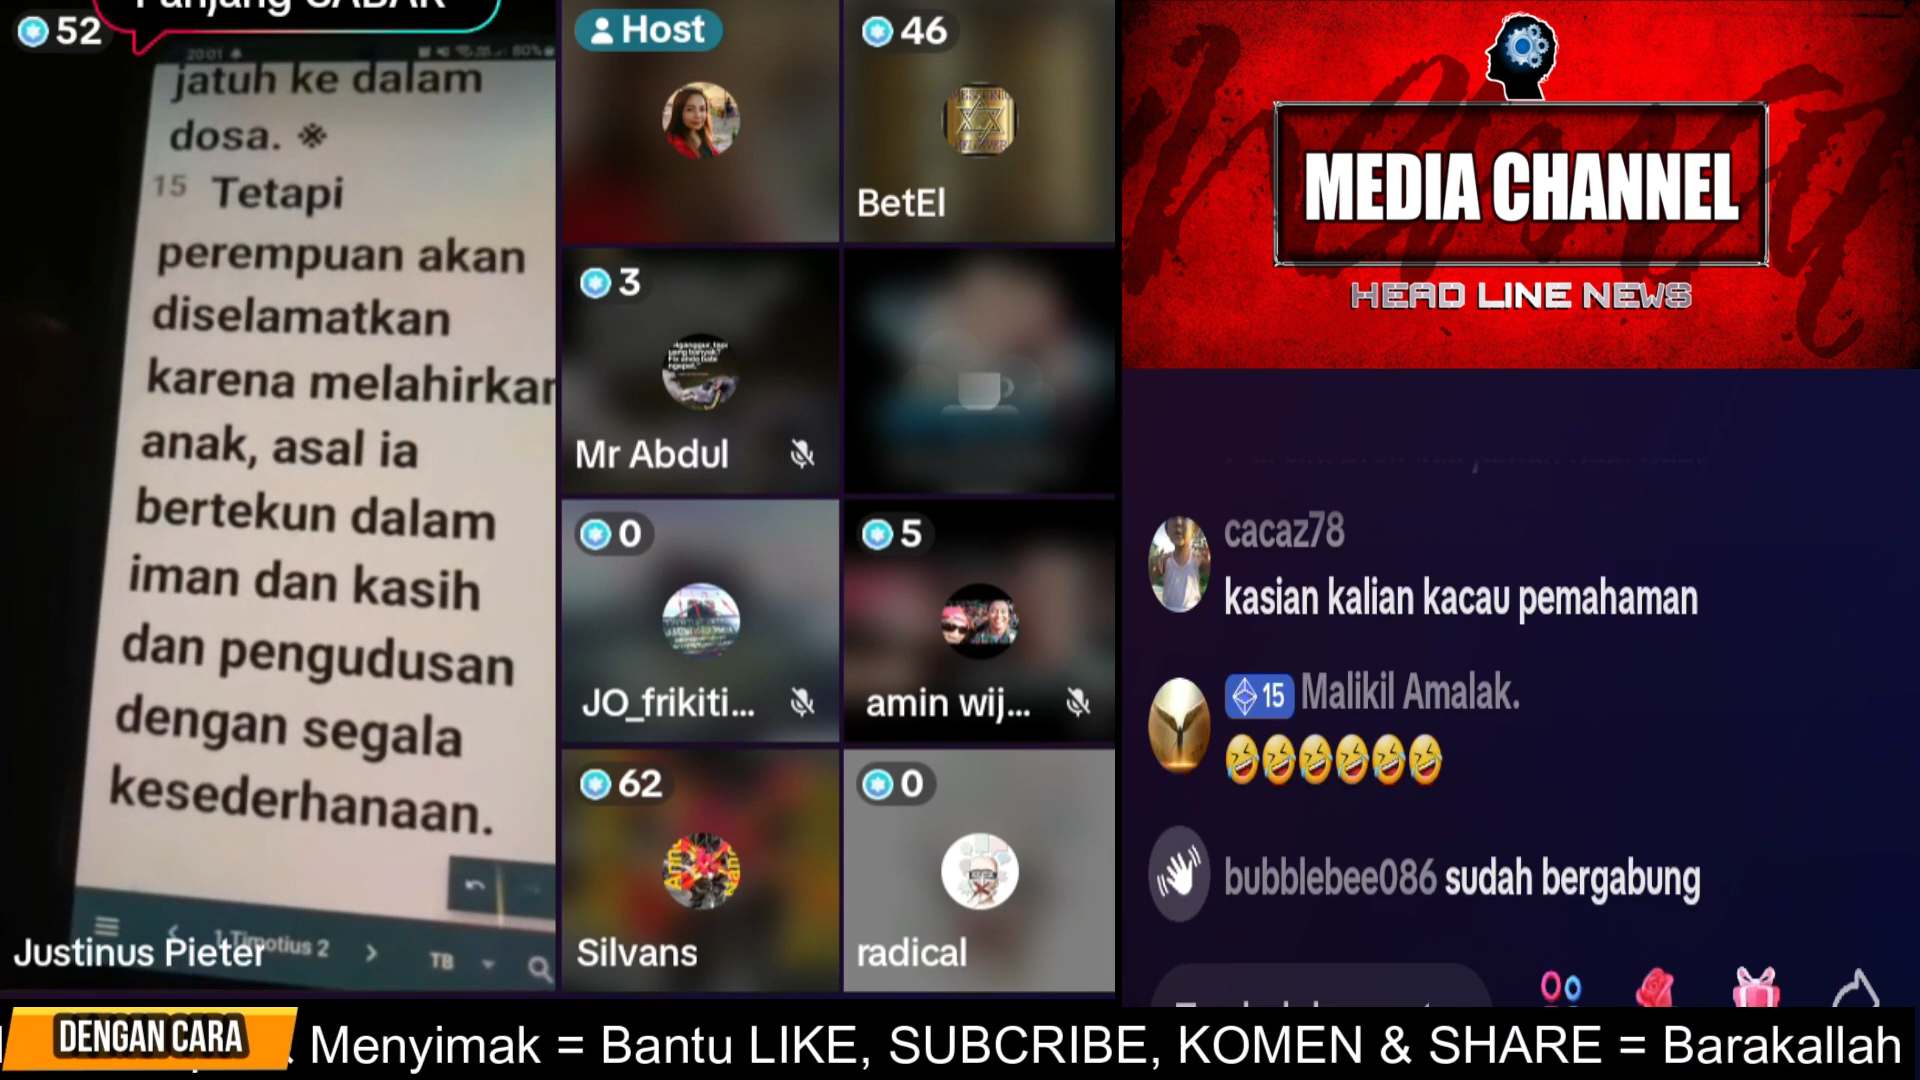 52
20:01
80%
jatuh ke dalam
dosa. ※
15 Tetapi
perempuan akan
diselamatkan
karena melahirkan
anak, asal ia
bertekun dalam
iman dan kasih
dan pengudusan
dengan segala
kesederhanaan.
1 Timotius 2
TB
Justinus Pieter
Host
46
BetEl
3
Mr Abdul
0
JO_frikiti...
5
amin wij...
62
Silvans
0
radical
MEDIA CHANNEL
HEAD LINE NEWS
cacaz78
kasian kalian kacau pemahaman
15 Malikil Amalak.
🤣🤣🤣🤣🤣🤣
bubblebee086 sudah bergabung
DENGAN CARA
Menyimak = Bantu LIKE, SUBCRIBE, KOMEN & SHARE = Barakallah